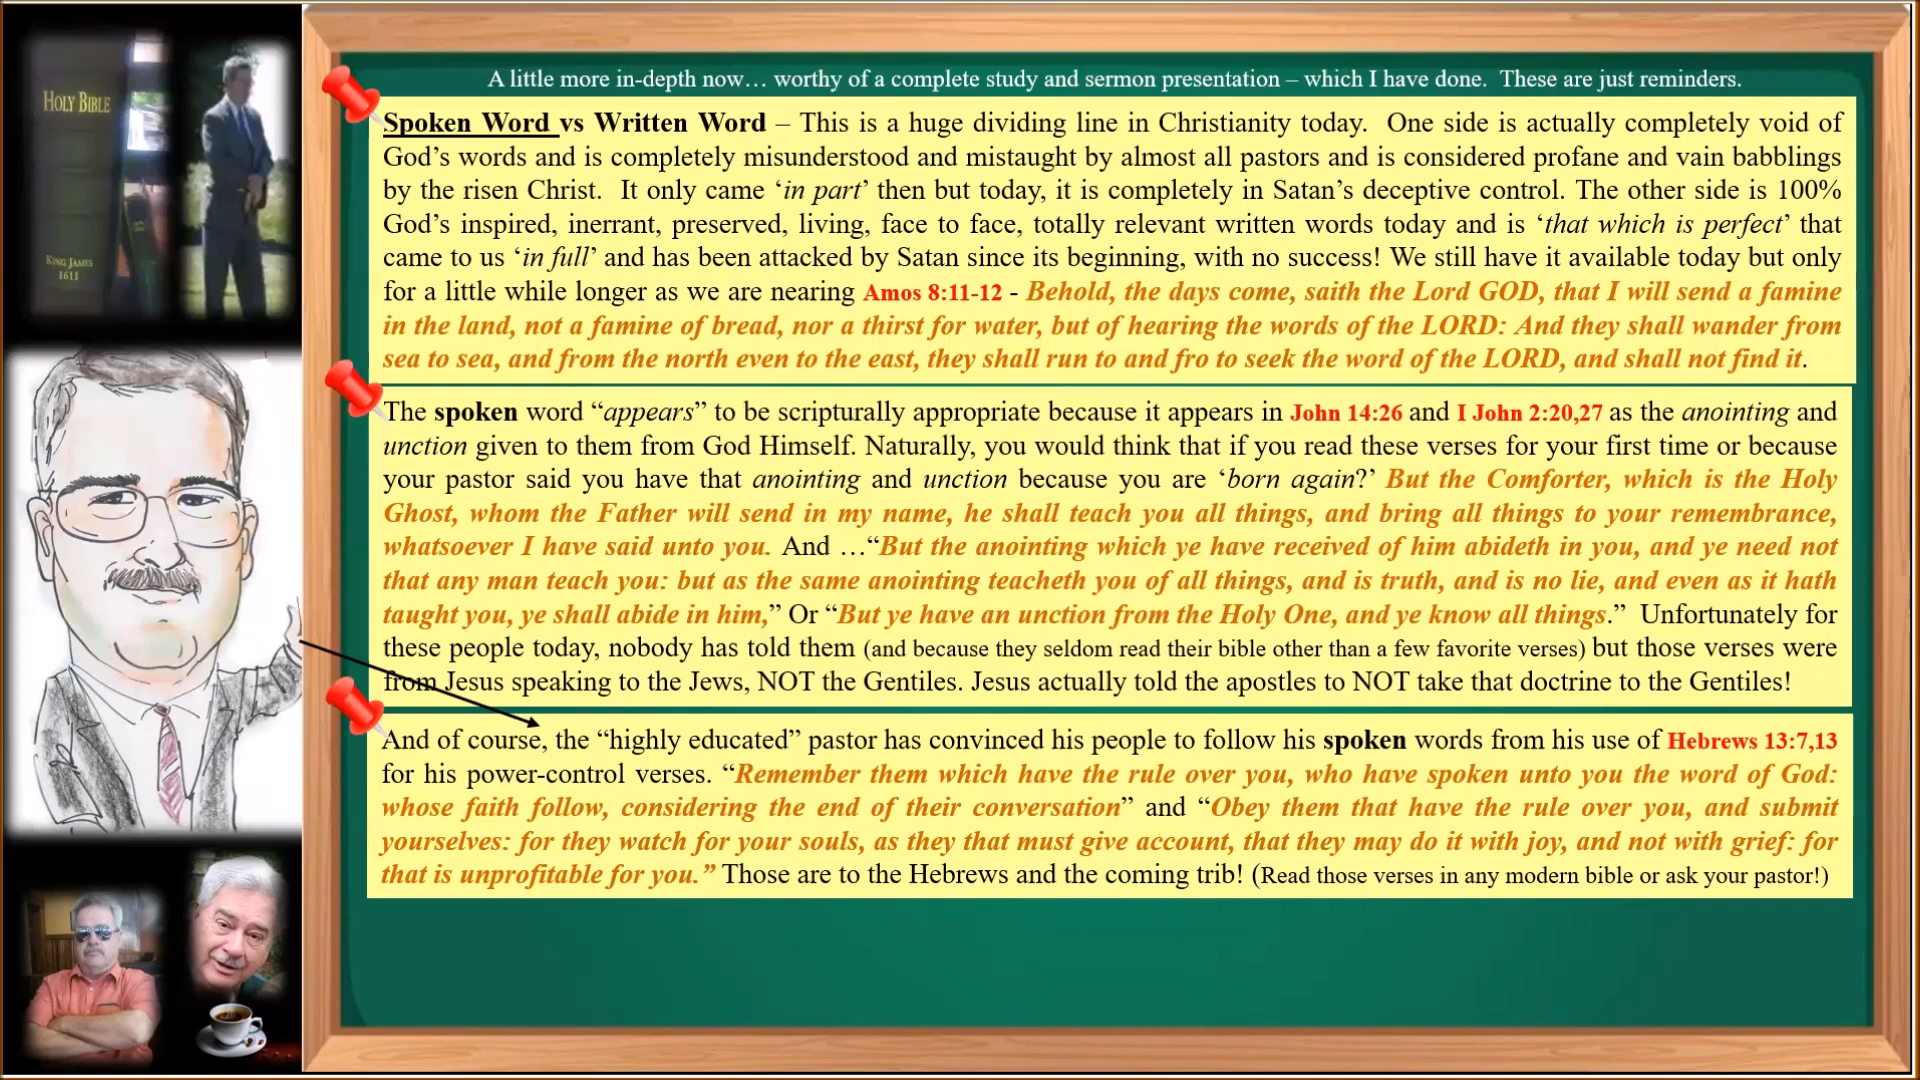 HOLY BIBLE
KING JAMES
1611
A little more in-depth now… worthy of a complete study and sermon presentation – which I have done. These are just reminders.
Spoken Word vs Written Word – This is a huge dividing line in Christianity today. One side is actually completely void of
God’s words and is completely misunderstood and mistaught by almost all pastors and is considered profane and vain babblings
by the risen Christ. It only came ‘in part’ then but today, it is completely in Satan’s deceptive control. The other side is 100%
God’s inspired, inerrant, preserved, living, face to face, totally relevant written words today and is ‘that which is perfect’ that
came to us ‘in full’ and has been attacked by Satan since its beginning, with no success! We still have it available today but only
for a little while longer as we are nearing Amos 8:11-12 - Behold, the days come, saith the Lord GOD, that I will send a famine
in the land, not a famine of bread, nor a thirst for water, but of hearing the words of the LORD: And they shall wander from
sea to sea, and from the north even to the east, they shall run to and fro to seek the word of the LORD, and shall not find it.
The spoken word “appears” to be scripturally appropriate because it appears in John 14:26 and I John 2:20,27 as the anointing and
unction given to them from God Himself. Naturally, you would think that if you read these verses for your first time or because
your pastor said you have that anointing and unction because you are ‘born again?’ But the Comforter, which is the Holy
Ghost, whom the Father will send in my name, he shall teach you all things, and bring all things to your remembrance,
whatsoever I have said unto you. And …“But the anointing which ye have received of him abideth in you, and ye need not
that any man teach you: but as the same anointing teacheth you of all things, and is truth, and is no lie, and even as it hath
taught you, ye shall abide in him,” Or “But ye have an unction from the Holy One, and ye know all things.” Unfortunately for
these people today, nobody has told them (and because they seldom read their bible other than a few favorite verses) but those verses were
from Jesus speaking to the Jews, NOT the Gentiles. Jesus actually told the apostles to NOT take that doctrine to the Gentiles!
And of course, the “highly educated” pastor has convinced his people to follow his spoken words from his use of Hebrews 13:7,13
for his power-control verses. “Remember them which have the rule over you, who have spoken unto you the word of God:
whose faith follow, considering the end of their conversation” and “Obey them that have the rule over you, and submit
yourselves: for they watch for your souls, as they that must give account, that they may do it with joy, and not with grief: for
that is unprofitable for you.” Those are to the Hebrews and the coming trib! (Read those verses in any modern bible or ask your pastor!)